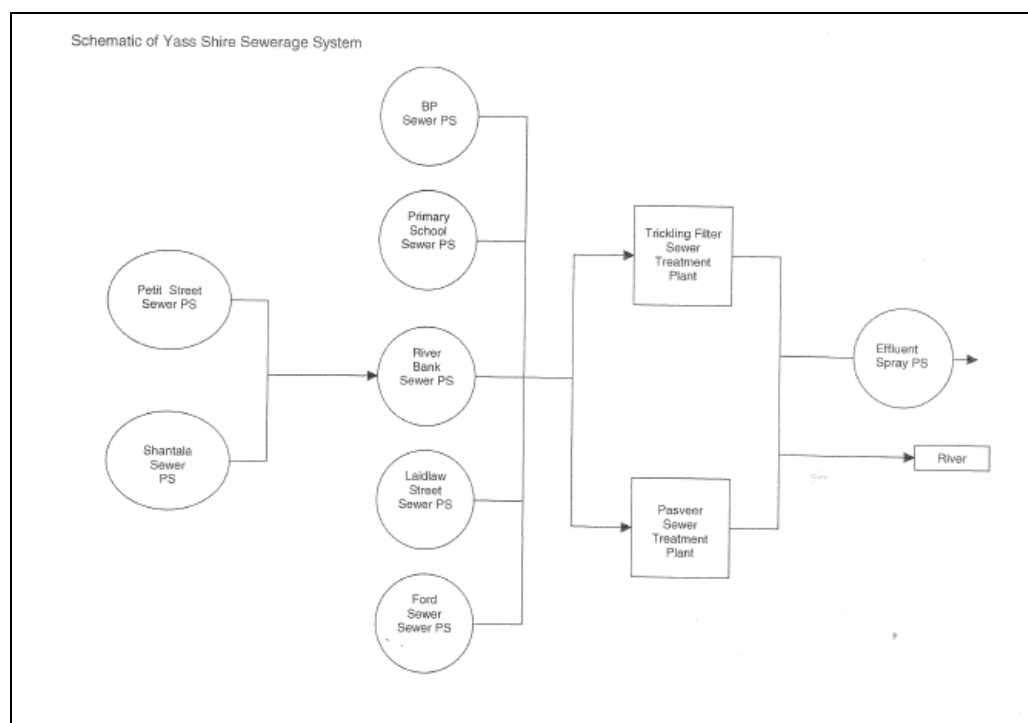 Schematic of Yass Shire Sewerage System
BP
Sewer PS
Primary
School
Sewer PS
Trickling Filter
Sewer
Treatment
Plant
Petit Street
Sewer PS
River
Bank
Sewer PS
Effluent
Spray PS
Shantala
Sewer
PS
Laidlaw
Street
Sewer PS
River
Pasveer
Sewer
Treatment
Plant
Ford
Sewer
Sewer PS